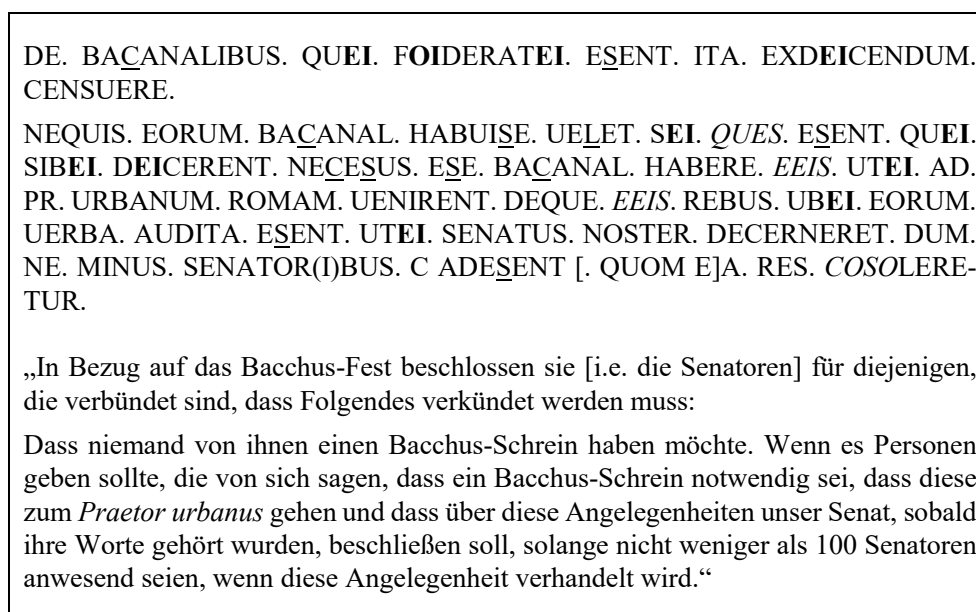 DE. BACANALIBUS. QUEI. FOIDERATEI. ESENT. ITA. EXDEICENDUM.
CENSUERE.
NEQUIS. EORUM. BACANAL. HABUISE. UELET. SEI. QUES. ESENT. QUEI.
SIBEI. DEICERENT. NECESUS. ESE. BACANAL. HABERE. EEIS. UTEI. AD.
PR. URBANUM. ROMAM. UENIRENT. DEQUE. EEIS. REBUS. UBEI. EORUM.
UERBA. AUDITA. ESENT. UTEI. SENATUS. NOSTER. DECERNERET. DUM.
NE. MINUS. SENATOR(I)BUS. C ADESENT [. QUOM E]A. RES. COSOLERE-
TUR.
„In Bezug auf das Bacchus-Fest beschlossen sie [i.e. die Senatoren] für diejenigen,
die verbündet sind, dass Folgendes verkündet werden muss:
Dass niemand von ihnen einen Bacchus-Schrein haben möchte. Wenn es Personen
geben sollte, die von sich sagen, dass ein Bacchus-Schrein notwendig sei, dass diese
zum Praetor urbanus gehen und dass über diese Angelegenheiten unser Senat, sobald
ihre Worte gehört wurden, beschließen soll, solange nicht weniger als 100 Senatoren
anwesend seien, wenn diese Angelegenheit verhandelt wird.“